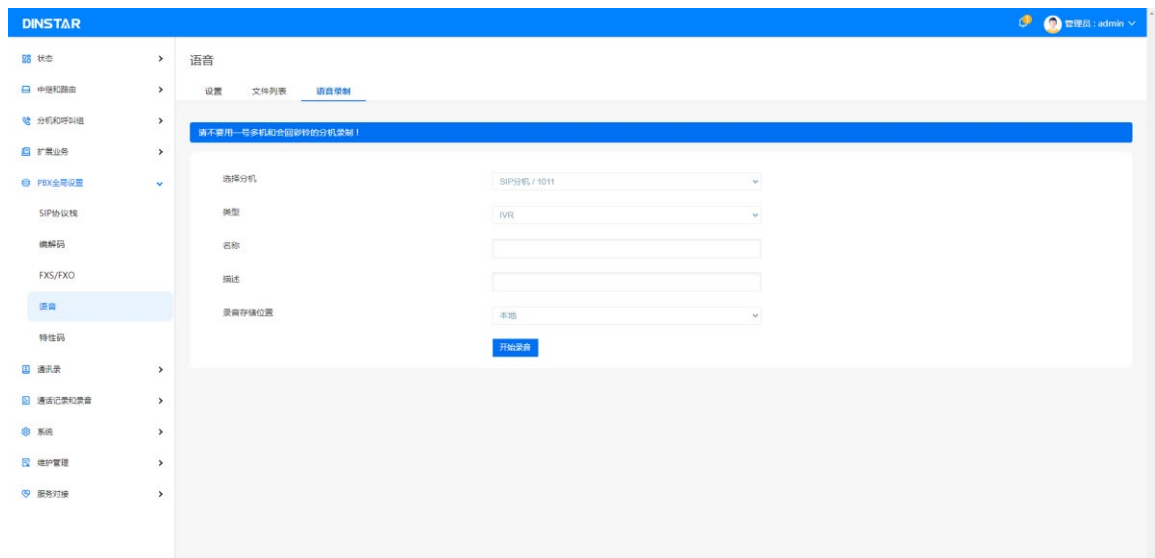 DINSTAR
管理员 : admin
状态
中继和路由
分机和呼叫组
扩展业务
PBX全局设置
SIP协议栈
编解码
FXS/FXO
语音
特性码
通讯录
通话记录和录音
系统
维护管理
服务对接
语音
设置 文件列表 语音录制
请不要用一号多机和会回彩铃的分机录制！
选择分机 SIP分机 / 1011
类型 IVR
名称
描述
录音存储位置 本地
开始录音